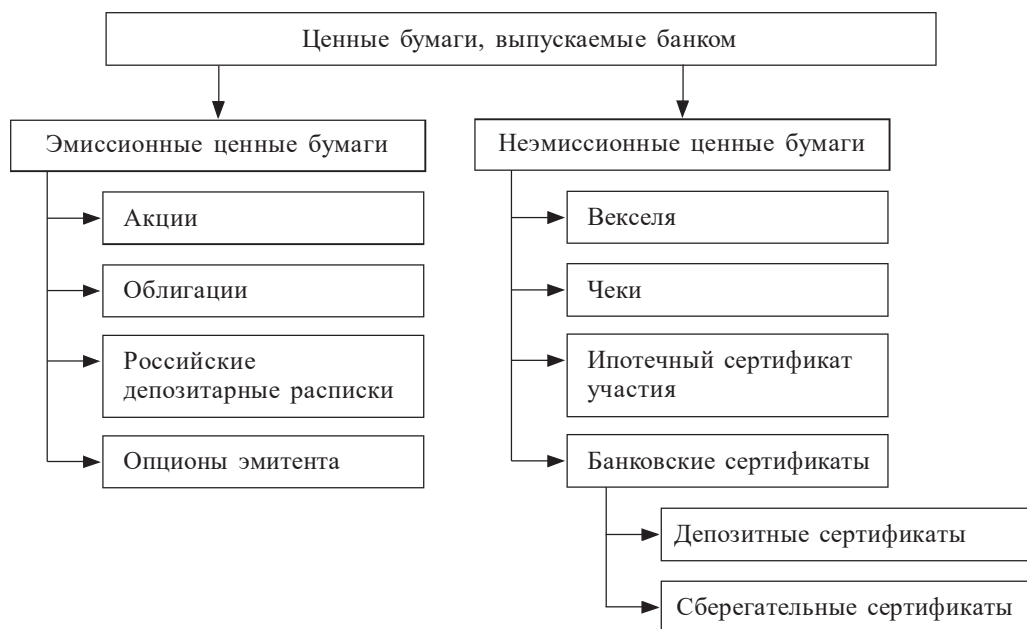 Ценные бумаги, выпускаемые банком
Эмиссионные ценные бумаги
Акции
Облигации
Российские
депозитарные расписки
Опционы эмитента
Неэмиссионные ценные бумаги
Векселя
Чеки
Ипотечный сертификат
участия
Банковские сертификаты
Депозитные сертификаты
Сберегательные сертификаты